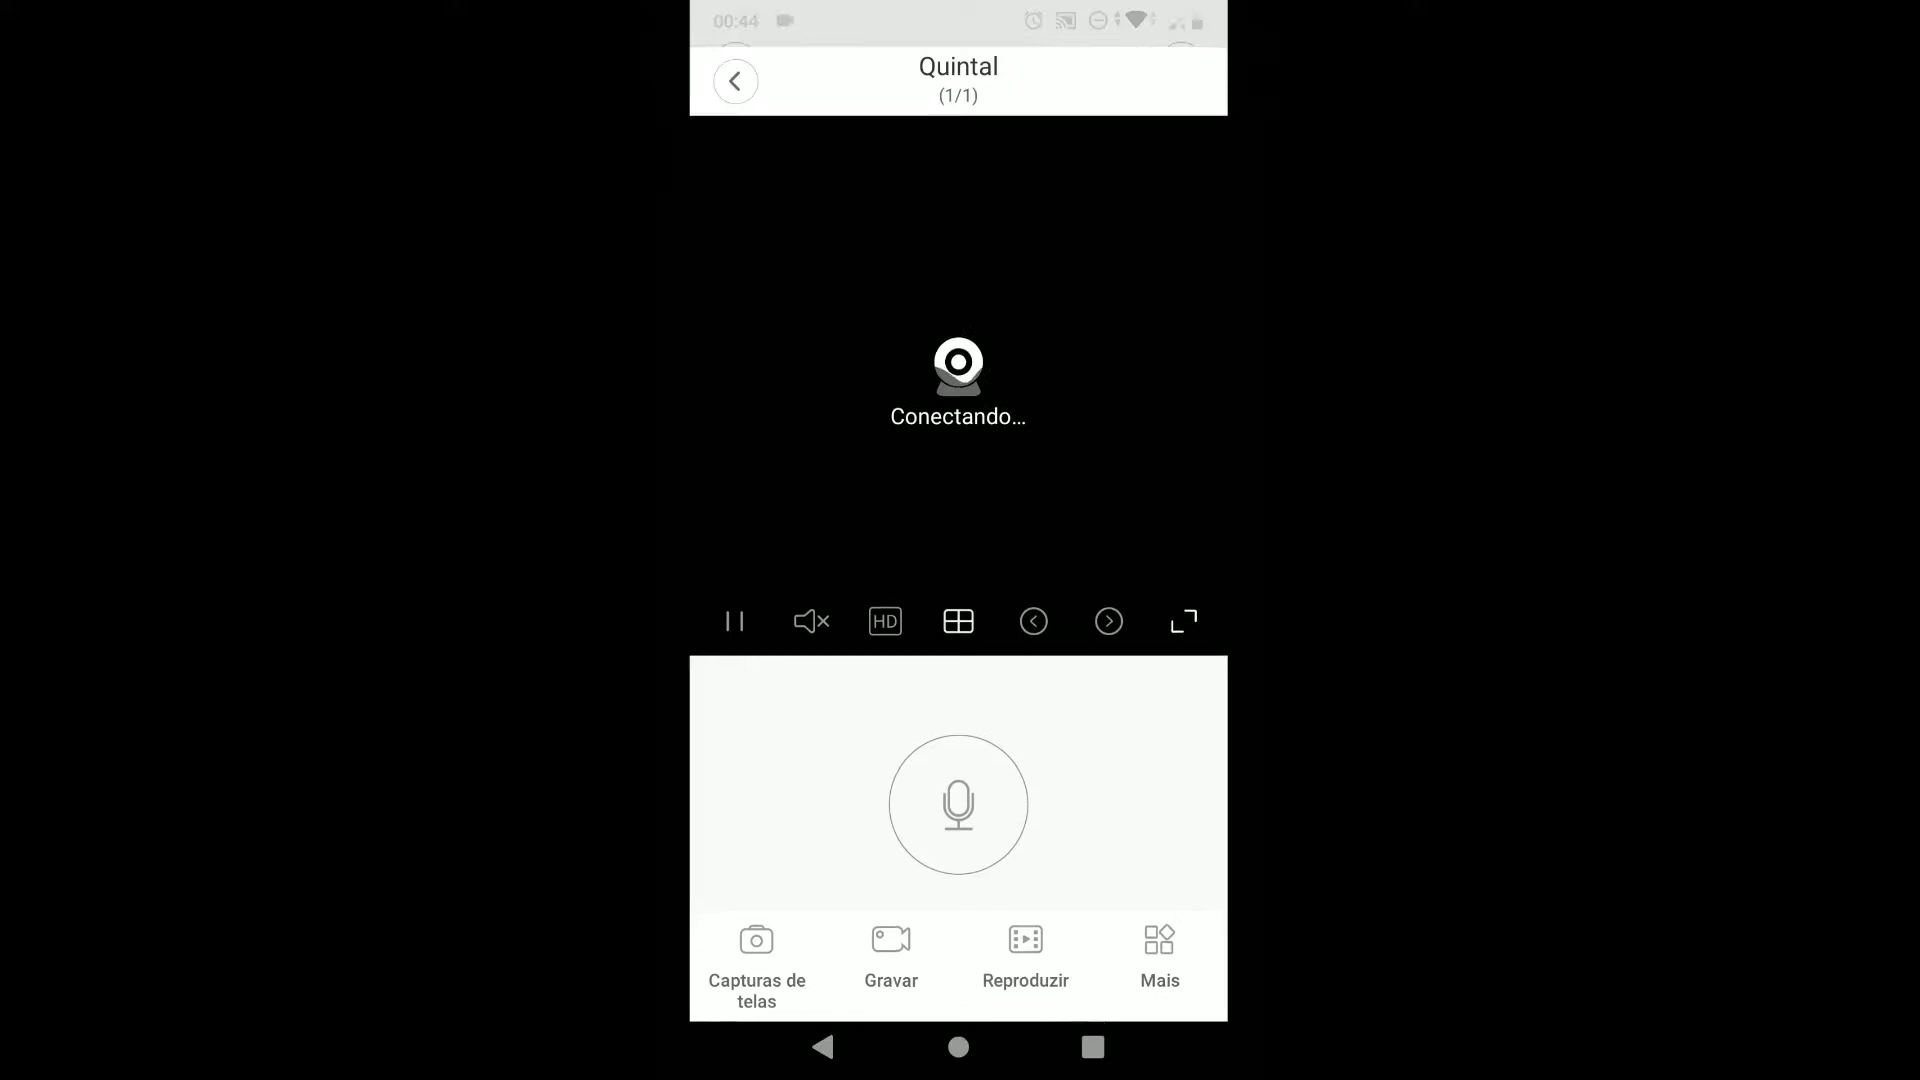 00:44
Quintal
(1/1)
Conectando...
HD
Capturas de
telas
Gravar
Reproduzir
Mais